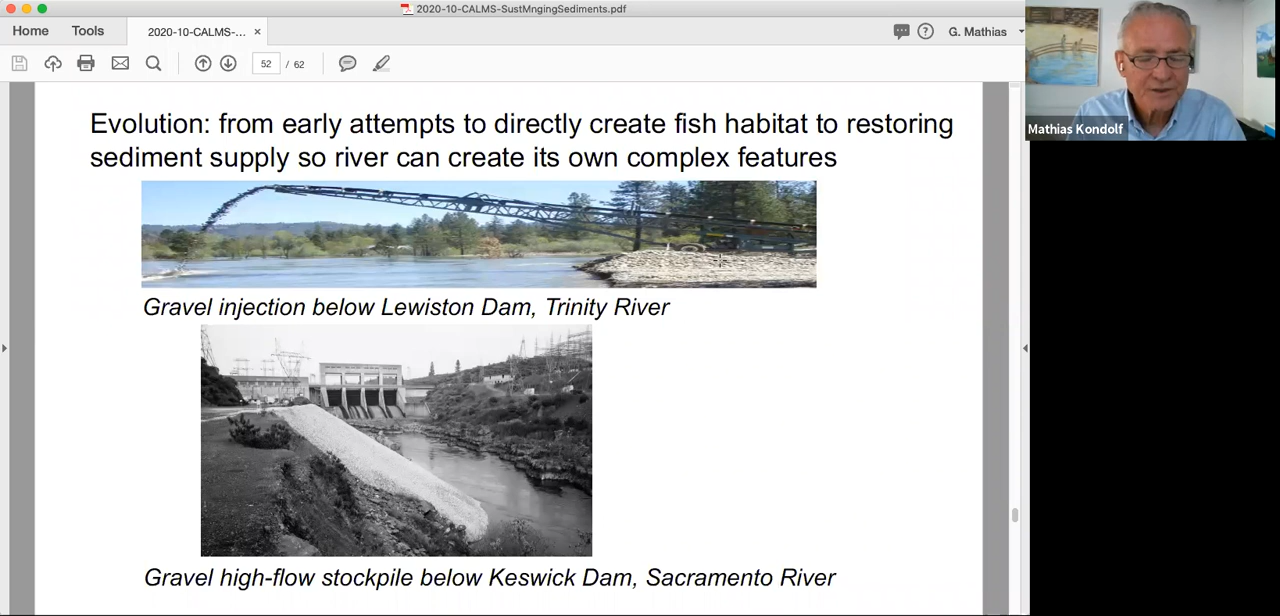 2020-10-CALMS-SustMngingSediments.pdf
Home Tools 2020-10-CALMS-... × G. Mathias
52 / 62
Evolution: from early attempts to directly create fish habitat to restoring
sediment supply so river can create its own complex features
Gravel injection below Lewiston Dam, Trinity River
Gravel high-flow stockpile below Keswick Dam, Sacramento River
Mathias Kondolf